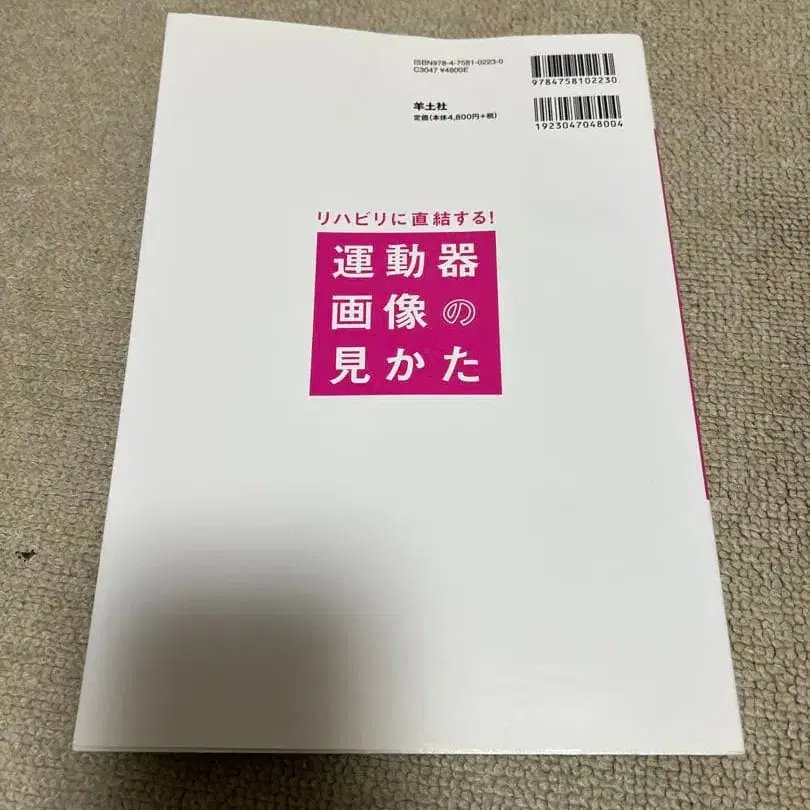 ISBN978-4-7581-0223-0
C3047 ¥4800E
9784758102230
羊土社
定価(本体4,800円+税)
1923047048004
リハビリに直結する!
運動器
画像の
見かた